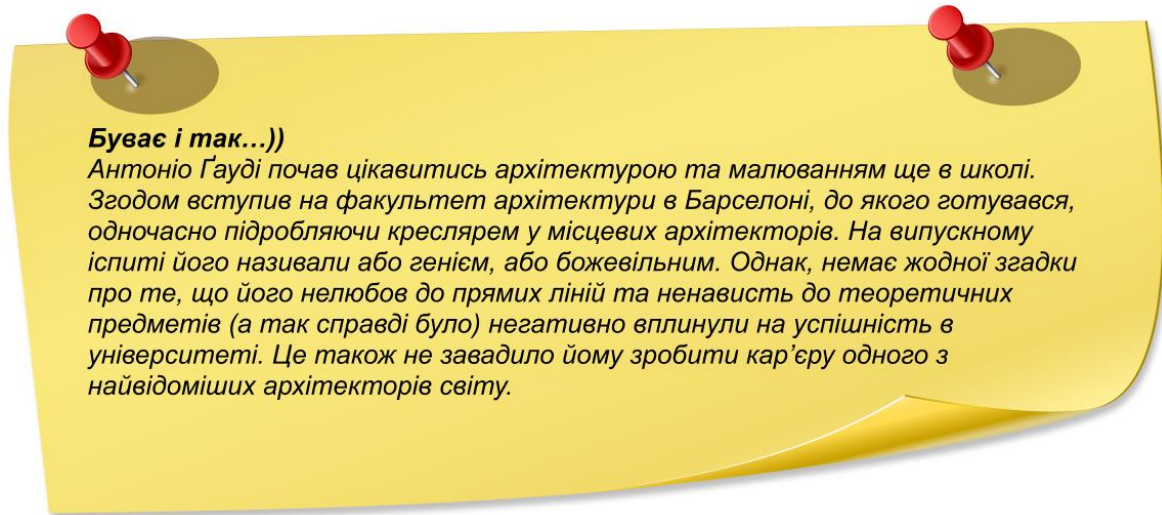 Буває і так…))
Антоніо Ґауді почав цікавитись архітектурою та малюванням ще в школі.
Згодом вступив на факультет архітектури в Барселоні, до якого готувався,
одночасно підробляючи креслярем у місцевих архітекторів. На випускному
іспиті його називали або генієм, або божевільним. Однак, немає жодної згадки
про те, що його нелюбов до прямих ліній та ненависть до теоретичних
предметів (а так справді було) негативно вплинули на успішність в
університеті. Це також не завадило йому зробити кар’єру одного з
найвідоміших архітекторів світу.